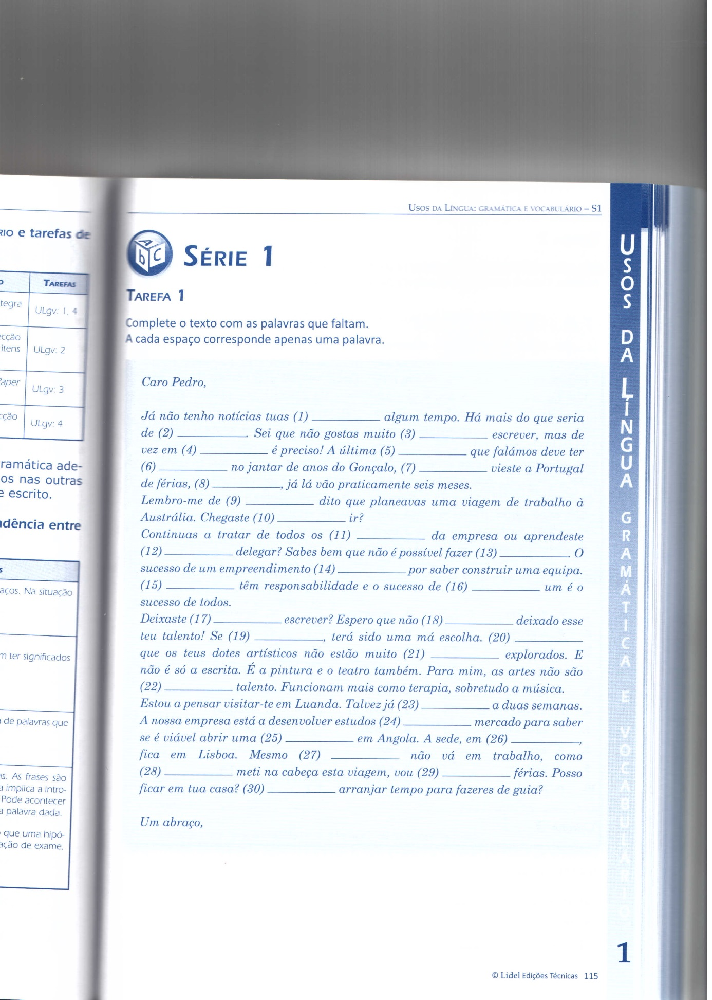 RIO e tarefas de
TAREFAS
tegra
ULgv: 1, 4
ecção
itens
ULgv: 2
Paper
ULgv: 3
cção
ULgv: 4
ramática ade-
os nas outras
e escrito.
dência entre
s
aços. Na situação
m ter significados
de palavras que
as. As frases são
a implica a intro-
Pode acontecer
a palavra dada.
que uma hipó-
ação de exame,
USOS DA LÍNGUA: GRAMÁTICA E VOCABULÁRIO – S1
A b C
SÉRIE 1
TAREFA 1
Complete o texto com as palavras que faltam.
A cada espaço corresponde apenas uma palavra.
Caro Pedro,
Já não tenho notícias tuas (1) __________ algum tempo. Há mais do que seria
de (2) __________. Sei que não gostas muito (3) __________ escrever, mas de
vez em (4) __________ é preciso! A última (5) __________ que falámos deve ter
(6) __________ no jantar de anos do Gonçalo, (7) __________ vieste a Portugal
de férias, (8) __________, já lá vão praticamente seis meses.
Lembro-me de (9) __________ dito que planeavas uma viagem de trabalho à
Austrália. Chegaste (10) __________ ir?
Continuas a tratar de todos os (11) __________ da empresa ou aprendeste
(12) __________ delegar? Sabes bem que não é possível fazer (13) __________. O
sucesso de um empreendimento (14) __________ por saber construir uma equipa.
(15) __________ têm responsabilidade e o sucesso de (16) __________ um é o
sucesso de todos.
Deixaste (17) __________ escrever? Espero que não (18) __________ deixado esse
teu talento! Se (19) __________, terá sido uma má escolha. (20) __________
que os teus dotes artísticos não estão muito (21) __________ explorados. E
não é só a escrita. É a pintura e o teatro também. Para mim, as artes não são
(22) __________ talento. Funcionam mais como terapia, sobretudo a música.
Estou a pensar visitar-te em Luanda. Talvez já (23) __________ a duas semanas.
A nossa empresa está a desenvolver estudos (24) __________ mercado para saber
se é viável abrir uma (25) __________ em Angola. A sede, em (26) __________,
fica em Lisboa. Mesmo (27) __________ não vá em trabalho, como
(28) __________ meti na cabeça esta viagem, vou (29) __________ férias. Posso
ficar em tua casa? (30) __________ arranjar tempo para fazeres de guia?
Um abraço,
© Lidel Edições Técnicas 115
USOS DA LÍNGUA GRAMÁTICA E VOCABULÁRIO
1